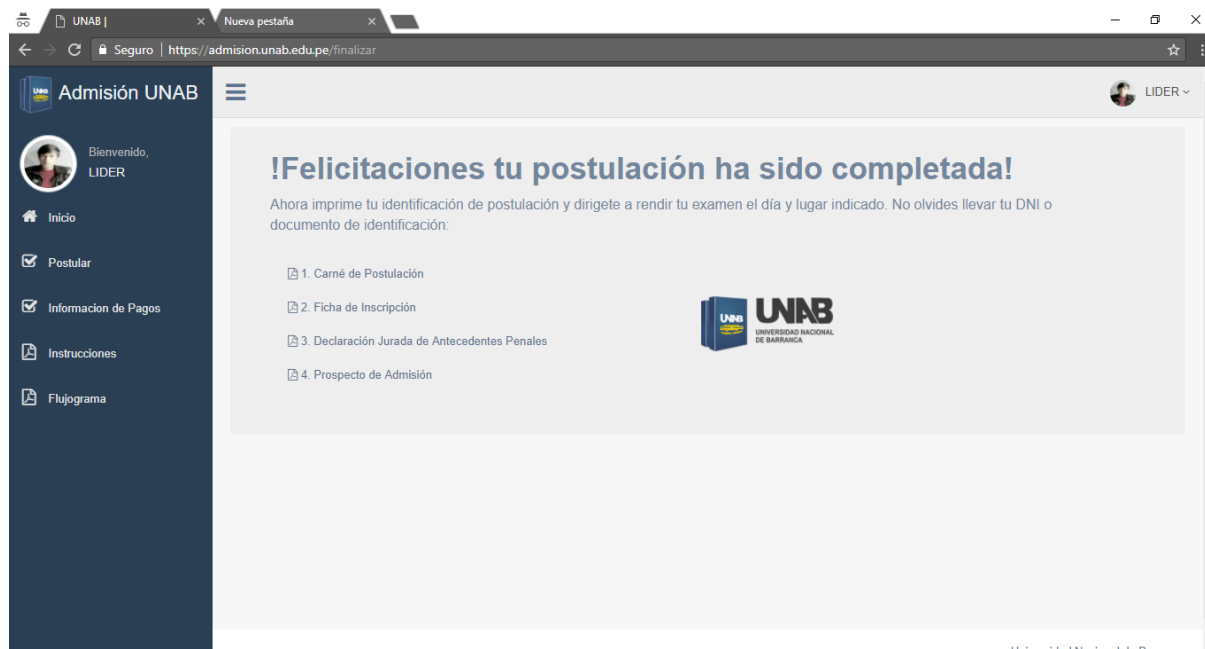 UNAB |
Nueva pestaña
Seguro | https://admision.unab.edu.pe/finalizar
UNAB
Admisión UNAB
LIDER
Bienvenido,
LIDER
Inicio
Postular
Informacion de Pagos
Instrucciones
Flujograma
!Felicitaciones tu postulación ha sido completada!
Ahora imprime tu identificación de postulación y dirigete a rendir tu examen el día y lugar indicado. No olvides llevar tu DNI o
documento de identificación:
1. Carné de Postulación
2. Ficha de Inscripción
3. Declaración Jurada de Antecedentes Penales
4. Prospecto de Admisión
UNAB
UNAB
UNIVERSIDAD NACIONAL
DE BARRANCA